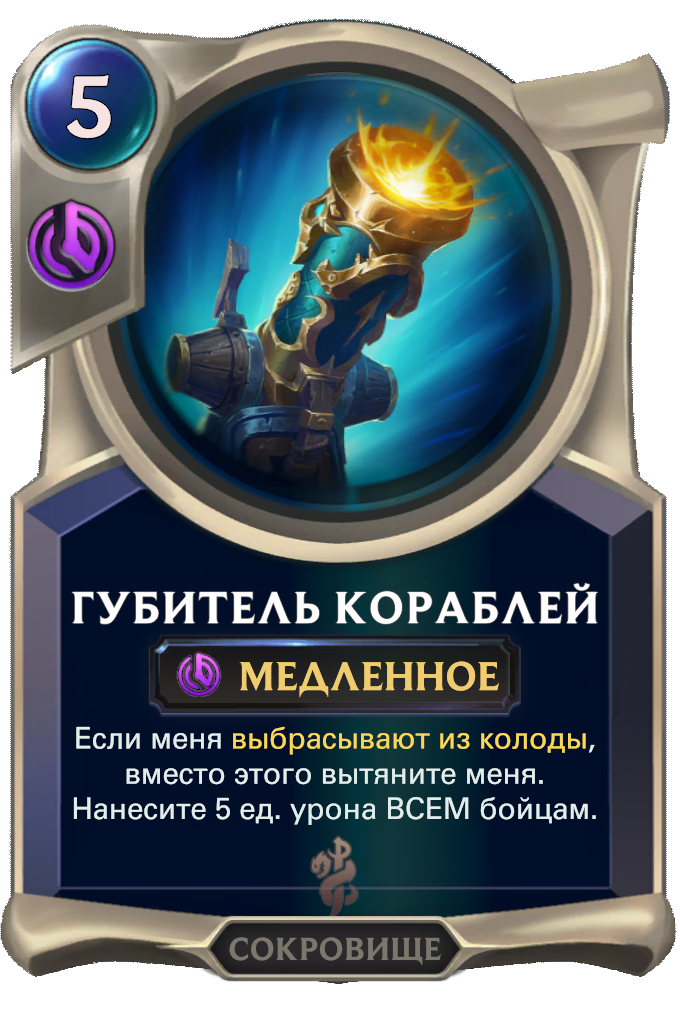 5
ГУБИТЕЛЬ КОРАБЛЕЙ
МЕДЛЕННОЕ
Если меня выбрасывают из колоды,
вместо этого вытяните меня.
Нанесите 5 ед. урона ВСЕМ бойцам.
СОКРОВИЩЕ